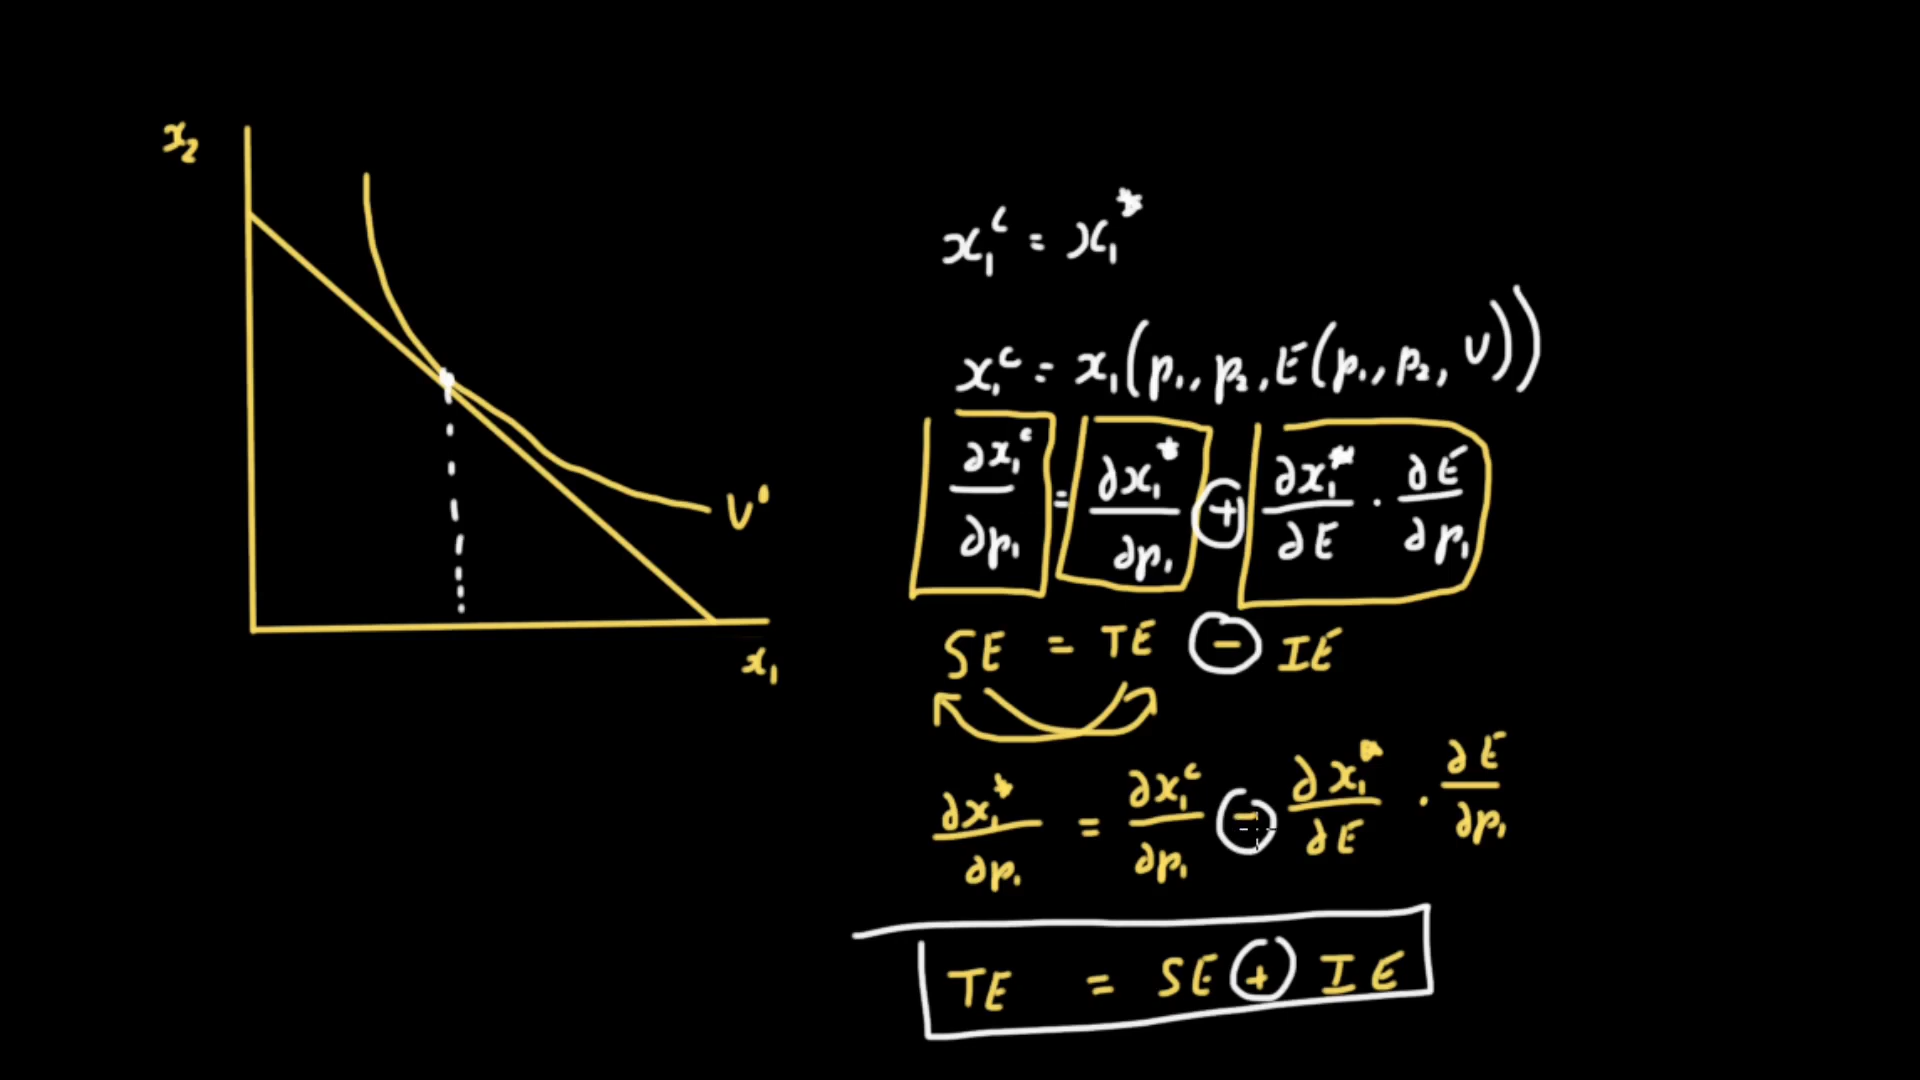 x₂
U'
x₁
x₁ᶜ = x₁*
x₁ᶜ = x₁(p₁, p₂, E(p₁, p₂, U))
∂x₁ᶜ/∂p₁ = ∂x₁*/∂p₁ + ∂x₁*/∂E · ∂E/∂p₁
SE = TE − IE
∂x₁*/∂p₁ = ∂x₁ᶜ/∂p₁ − ∂x₁*/∂E · ∂E/∂p₁
TE = SE + IE